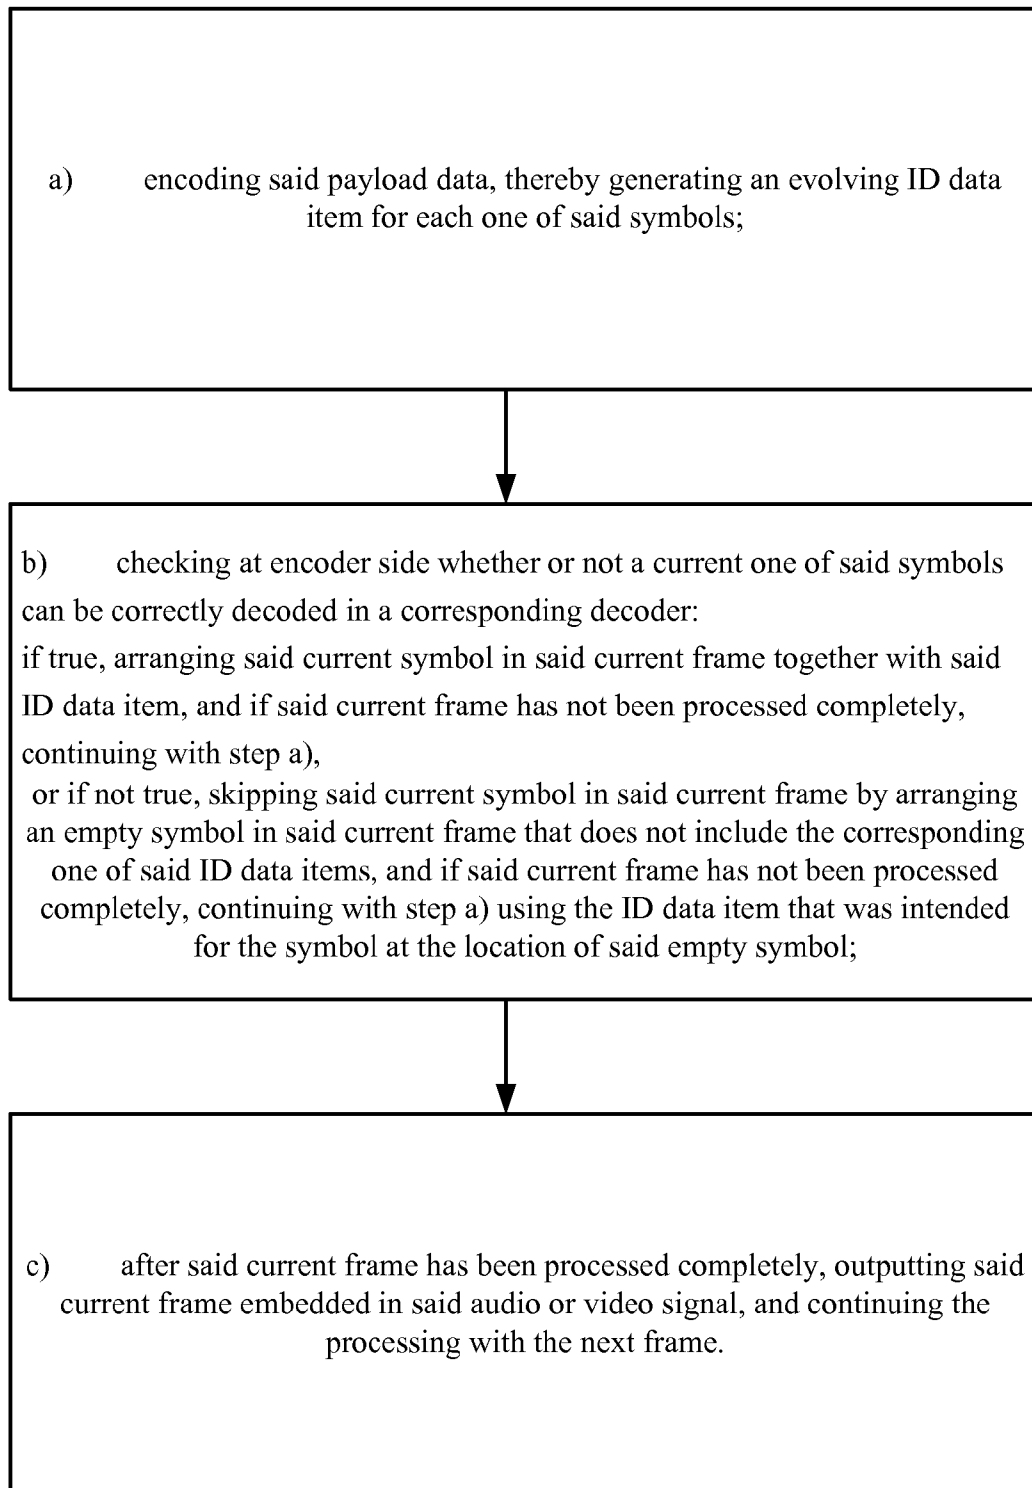 a) encoding said payload data, thereby generating an evolving ID data
item for each one of said symbols;
b) checking at encoder side whether or not a current one of said symbols
can be correctly decoded in a corresponding decoder:
if true, arranging said current symbol in said current frame together with said
ID data item, and if said current frame has not been processed completely,
continuing with step a),
or if not true, skipping said current symbol in said current frame by arranging
an empty symbol in said current frame that does not include the corresponding
one of said ID data items, and if said current frame has not been processed
completely, continuing with step a) using the ID data item that was intended
for the symbol at the location of said empty symbol;
c) after said current frame has been processed completely, outputting said
current frame embedded in said audio or video signal, and continuing the
processing with the next frame.